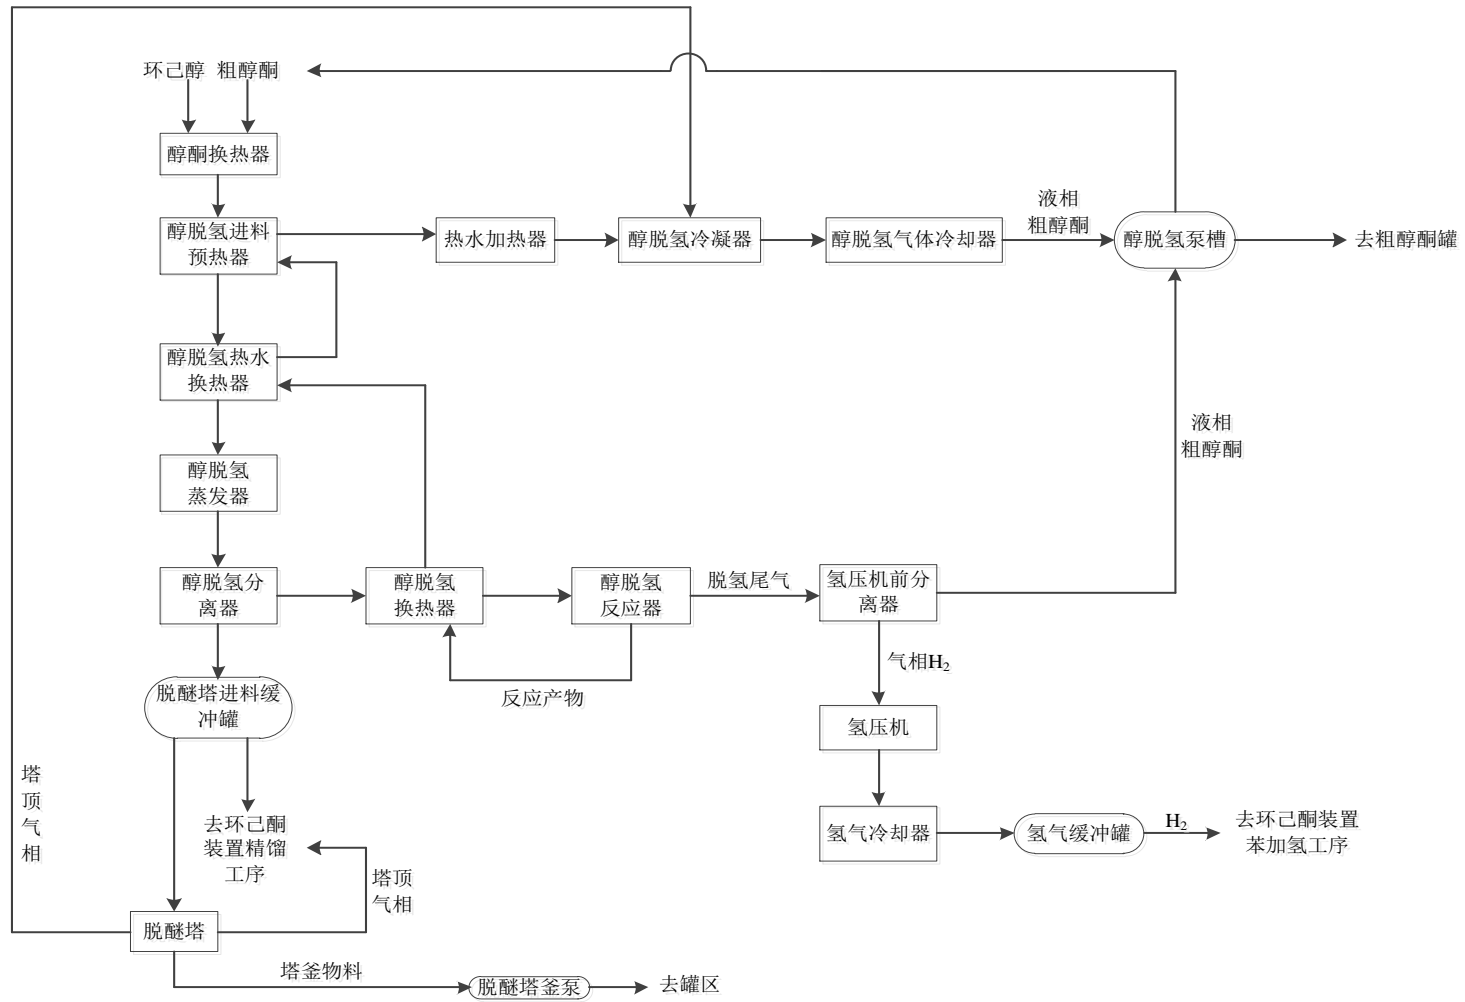 环己醇 粗醇酮
醇酮换热器
醇脱氢进料
预热器
热水加热器
醇脱氢冷凝器
醇脱氢气体冷却器
液相
粗醇酮
醇脱氢泵槽
去粗醇酮罐
醇脱氢热水
换热器
醇脱氢
蒸发器
液相
粗醇酮
醇脱氢分
离器
醇脱氢
换热器
醇脱氢
反应器
脱氢尾气
氢压机前分
离器
反应产物
气相H₂
脱醚塔进料缓
冲罐
氢压机
塔
顶
气
相
去环己酮
装置精馏
工序
塔顶
气相
氢气冷却器
氢气缓冲罐
H₂
去环己酮装置
苯加氢工序
脱醚塔
塔釜物料
脱醚塔釜泵
去罐区